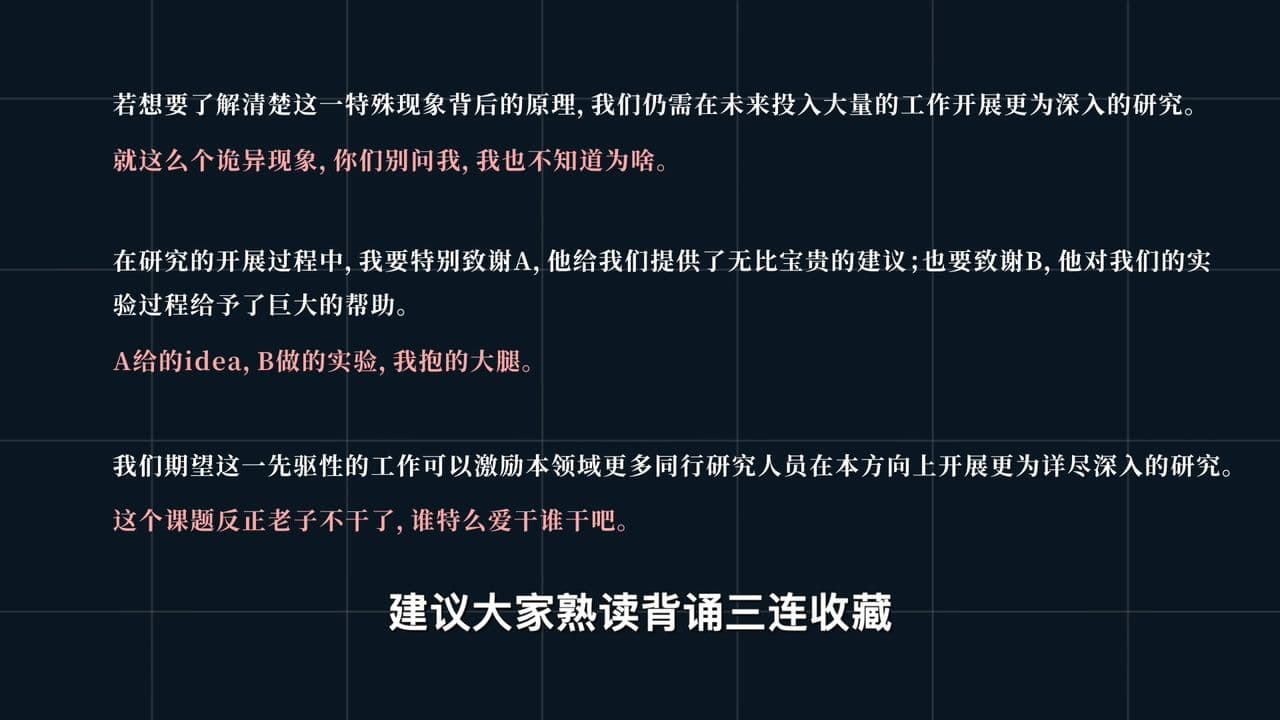 若想要了解清楚这一特殊现象背后的原理, 我们仍需在未来投入大量的工作开展更为深入的研究。
就这么个诡异现象, 你们别问我, 我也不知道为啥。
在研究的开展过程中, 我要特别致谢A, 他给我们提供了无比宝贵的建议; 也要致谢B, 他对我们的实
验过程给予了巨大的帮助。
A给的idea, B做的实验, 我抱的大腿。
我们期望这一先驱性的工作可以激励本领域更多同行研究人员在本方向上开展更为详尽深入的研究。
这个课题反正老子不干了, 谁特么爱干谁干吧。
建议大家熟读背诵三连收藏